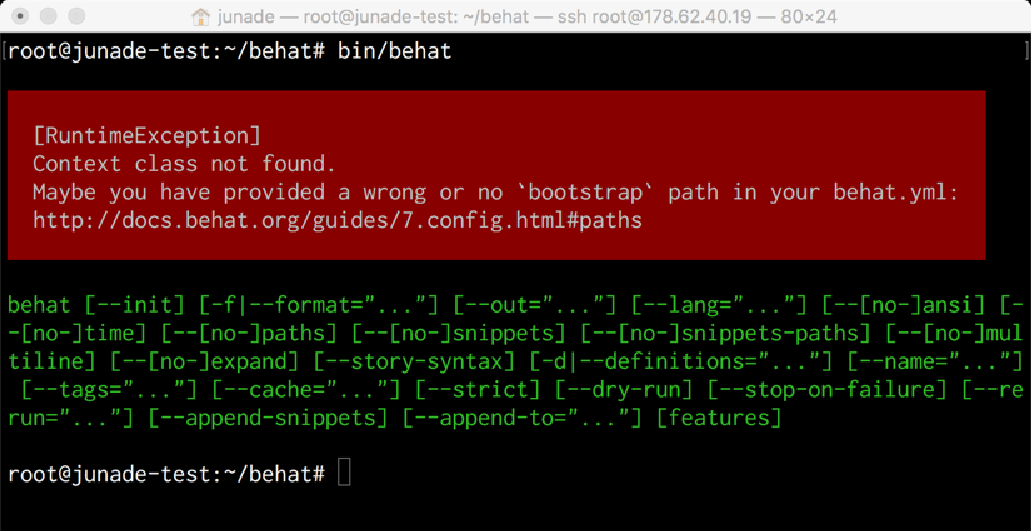 junade — root@junade-test: ~/behat — ssh root@178.62.40.19 — 80×24
[root@junade-test:~/behat# bin/behat ]
[RuntimeException]
Context class not found.
Maybe you have provided a wrong or no `bootstrap` path in your behat.yml:
http://docs.behat.org/guides/7.config.html#paths
behat [--init] [-f|--format="..."] [--out="..."] [--lang="..."] [--[no-]ansi] [-
-[no-]time] [--[no-]paths] [--[no-]snippets] [--[no-]snippets-paths] [--[no-]mul
tiline] [--[no-]expand] [--story-syntax] [-d|--definitions="..."] [--name="..."]
[--tags="..."] [--cache="..."] [--strict] [--dry-run] [--stop-on-failure] [--re
run="..."] [--append-snippets] [--append-to="..."] [features]
root@junade-test:~/behat#